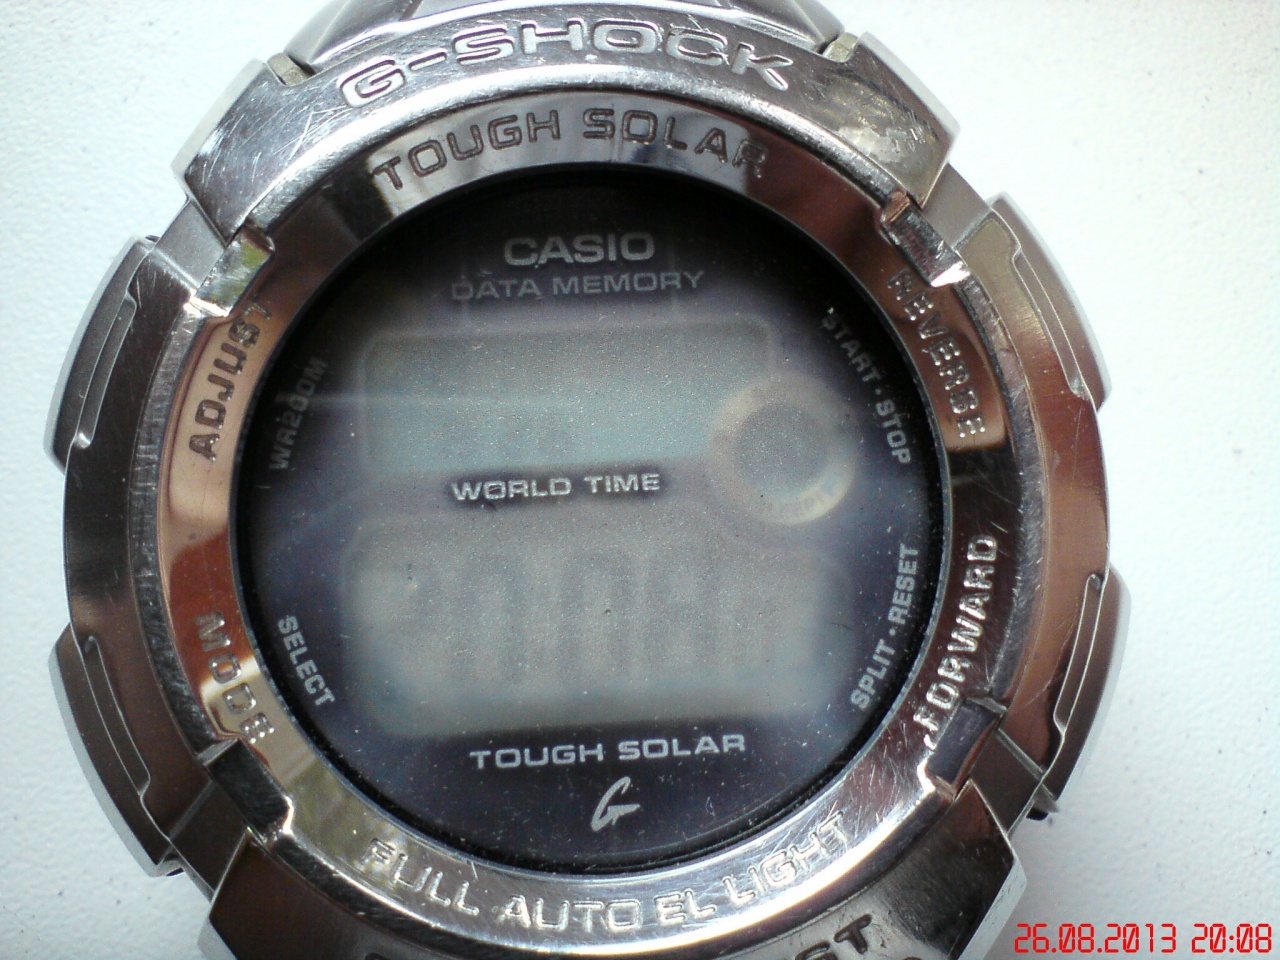 G-SHOCK
TOUGH SOLAR
CASIO
DATA MEMORY
ADJUST
REVERSE
WR200M
START·STOP
WORLD TIME
MODE
FORWARD
SELECT
SPLIT·RESET
TOUGH SOLAR
G
FULL AUTO EL LIGHT
26.08.2013 20:08